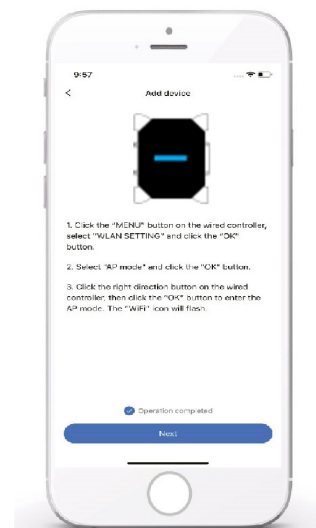 9:57
Add device
1. Click the "MENU" button on the wired controller,
select "WLAN SETTING" and click the "OK"
button.
2. Select "AP mode" and click the "OK" button.
3. Click the right direction button on the wired
controller, then click the "OK" button to enter the
AP mode. The "WiFi" icon will flash.
Operation completed
Next